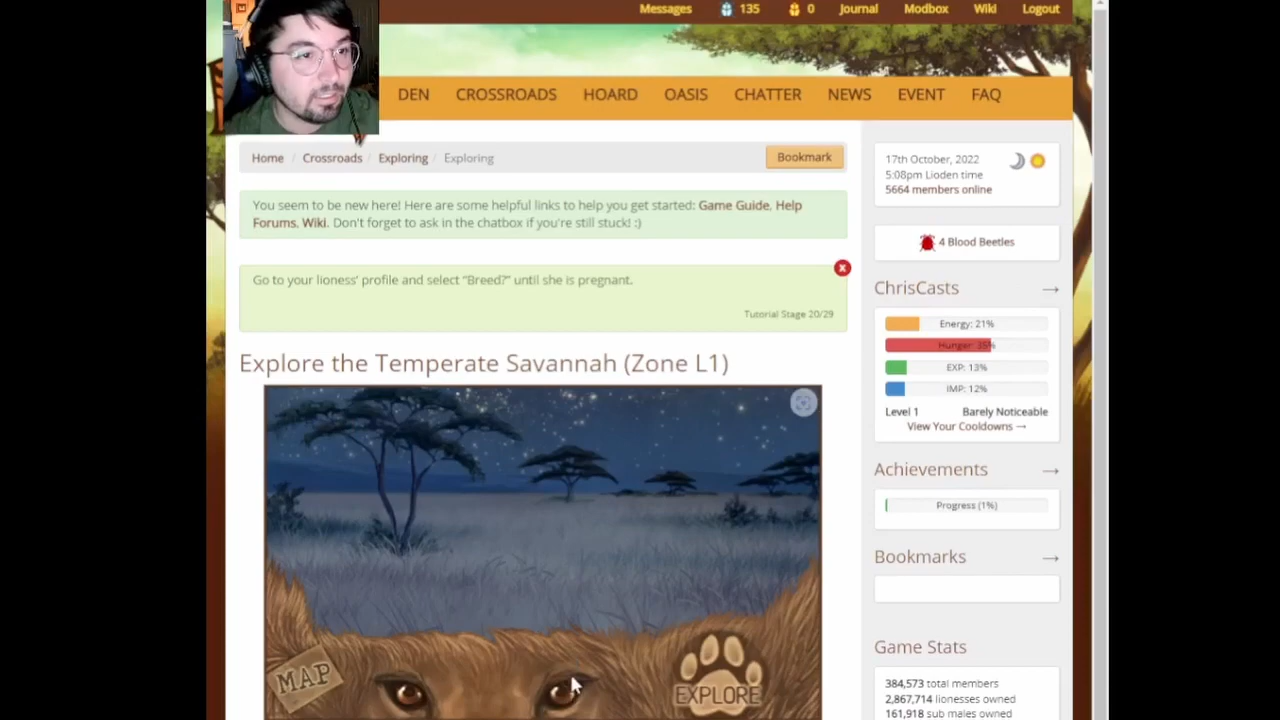 Messages 135 0 Journal Modbox Wiki Logout
DEN CROSSROADS HOARD OASIS CHATTER NEWS EVENT FAQ
Home / Crossroads / Exploring / Exploring
Bookmark
You seem to be new here! Here are some helpful links to help you get started: Game Guide, Help
Forums, Wiki. Don't forget to ask in the chatbox if you're still stuck! :)
Go to your lioness' profile and select "Breed?" until she is pregnant.
Tutorial Stage 20/29
Explore the Temperate Savannah (Zone L1)
MAP
EXPLORE
17th October, 2022
5:08pm Lioden time
5664 members online
4 Blood Beetles
ChrisCasts →
Energy: 21%
Hunger: 35%
EXP: 13%
IMP: 12%
Level 1 Barely Noticeable
View Your Cooldowns →
Achievements →
Progress (1%)
Bookmarks →
Game Stats
384,573 total members
2,867,714 lionesses owned
161,918 sub males owned